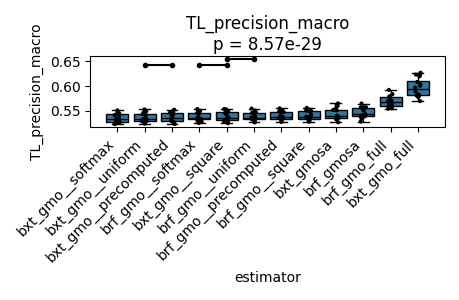 TL_precision_macro
p = 8.57e-29
TL_precision_macro
0.65
0.60
0.55
bxt_gmo__softmax
bxt_gmo__uniform
bxt_gmo__precomputed
brf_gmo__softmax
bxt_gmo__square
brf_gmo__uniform
brf_gmo__precomputed
brf_gmo__square
bxt_gmosa
brf_gmosa
brf_gmo_full
bxt_gmo_full
estimator